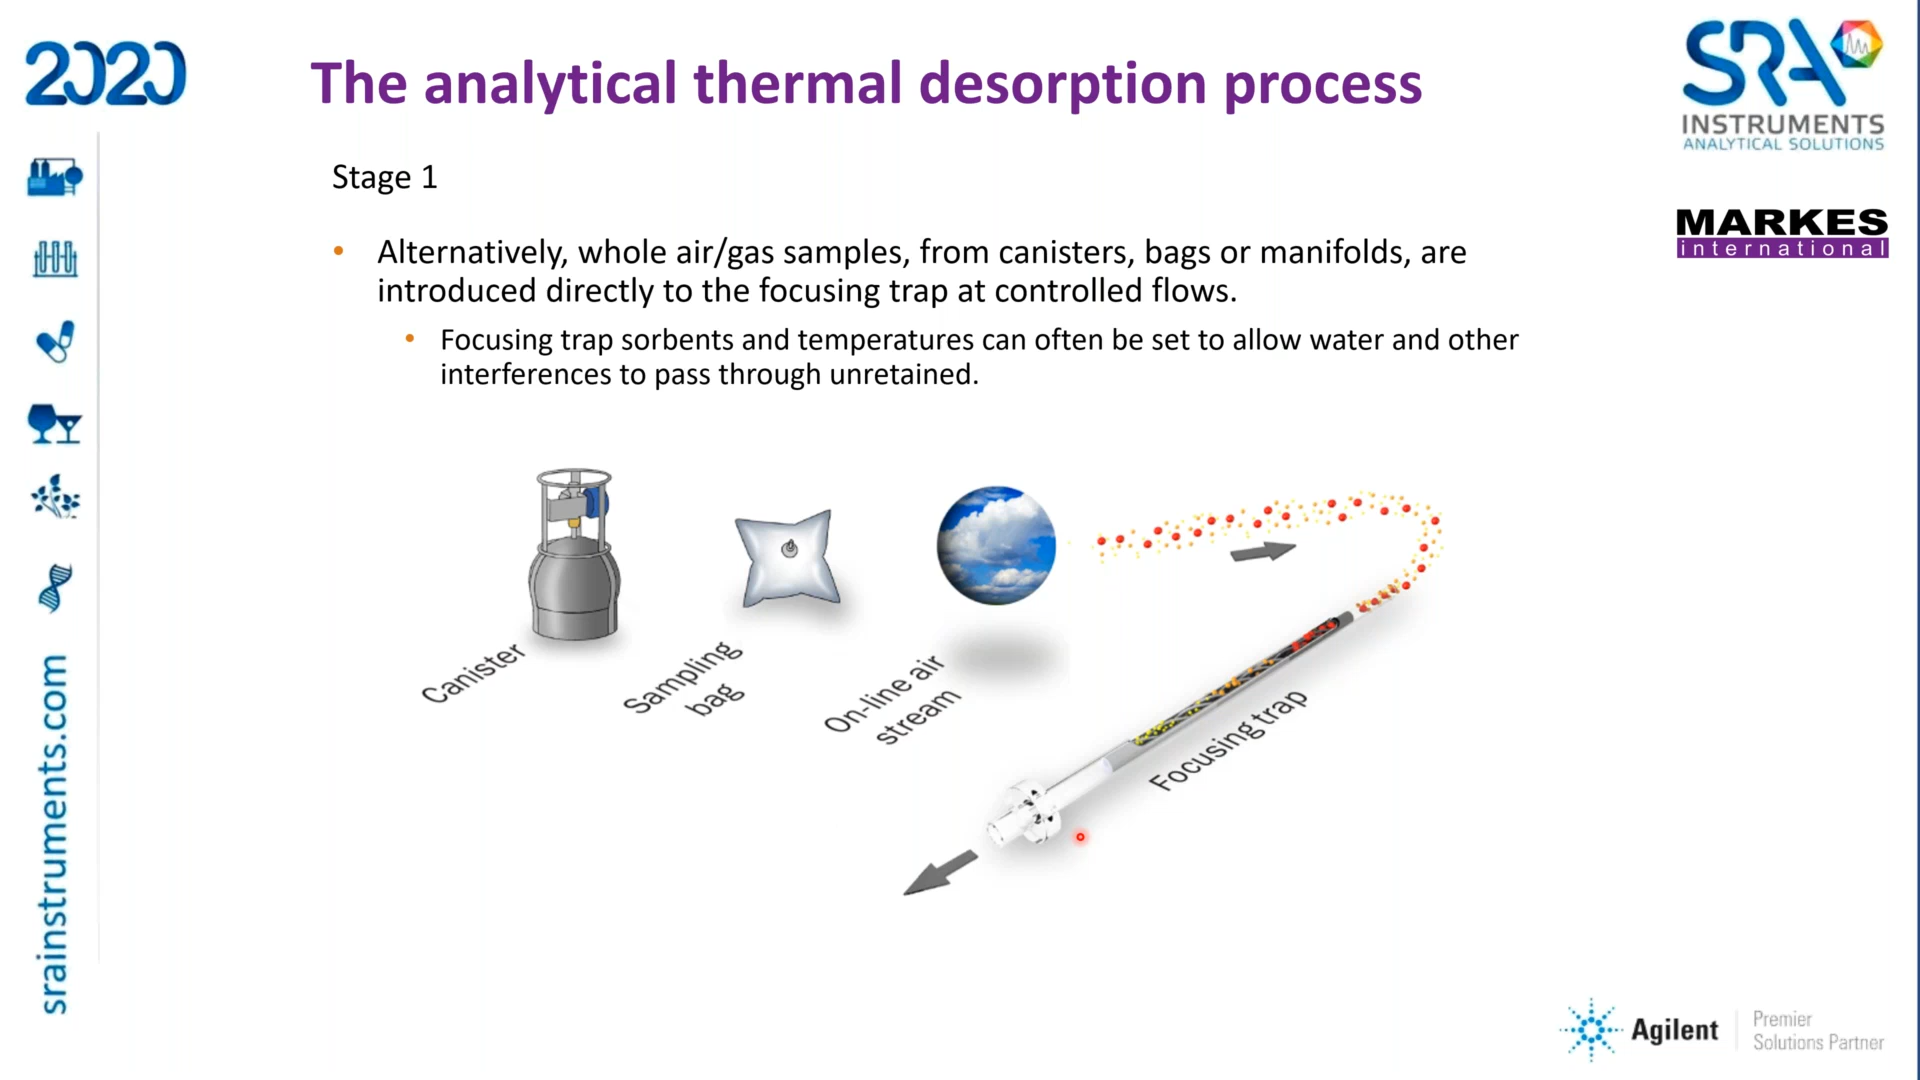 2020
The analytical thermal desorption process
SRA
INSTRUMENTS
ANALYTICAL SOLUTIONS
MARKES
international
Stage 1
• Alternatively, whole air/gas samples, from canisters, bags or manifolds, are
introduced directly to the focusing trap at controlled flows.
• Focusing trap sorbents and temperatures can often be set to allow water and other
interferences to pass through unretained.
Canister
Sampling
bag
On-line air
stream
Focusing trap
srainstruments.com
Agilent
Premier
Solutions Partner